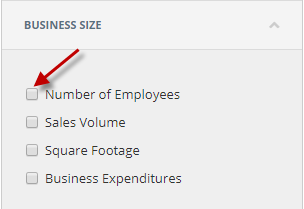 BUSINESS SIZE
Number of Employees
Sales Volume
Square Footage
Business Expenditures